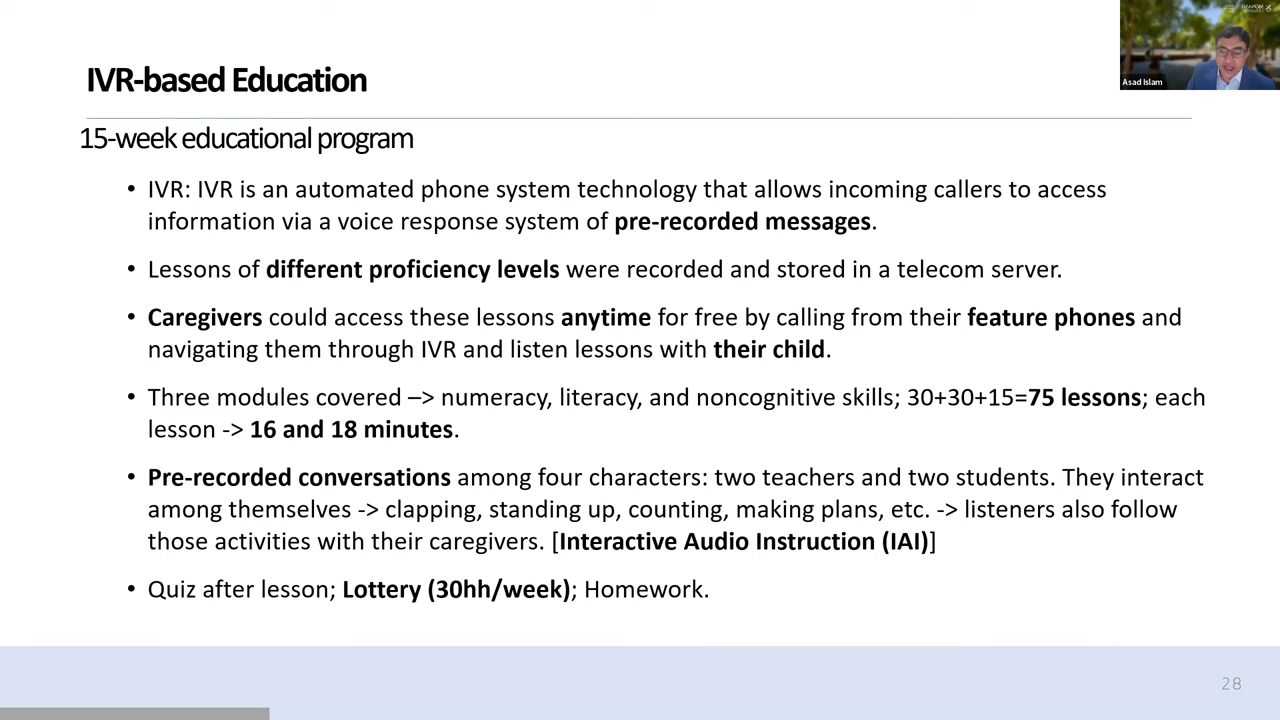 IVR-based Education
Asad Islam
15-week educational program
• IVR: IVR is an automated phone system technology that allows incoming callers to access
information via a voice response system of pre-recorded messages.
• Lessons of different proficiency levels were recorded and stored in a telecom server.
• Caregivers could access these lessons anytime for free by calling from their feature phones and
navigating them through IVR and listen lessons with their child.
• Three modules covered –> numeracy, literacy, and noncognitive skills; 30+30+15=75 lessons; each
lesson -> 16 and 18 minutes.
• Pre-recorded conversations among four characters: two teachers and two students. They interact
among themselves -> clapping, standing up, counting, making plans, etc. -> listeners also follow
those activities with their caregivers. [Interactive Audio Instruction (IAI)]
• Quiz after lesson; Lottery (30hh/week); Homework.
28